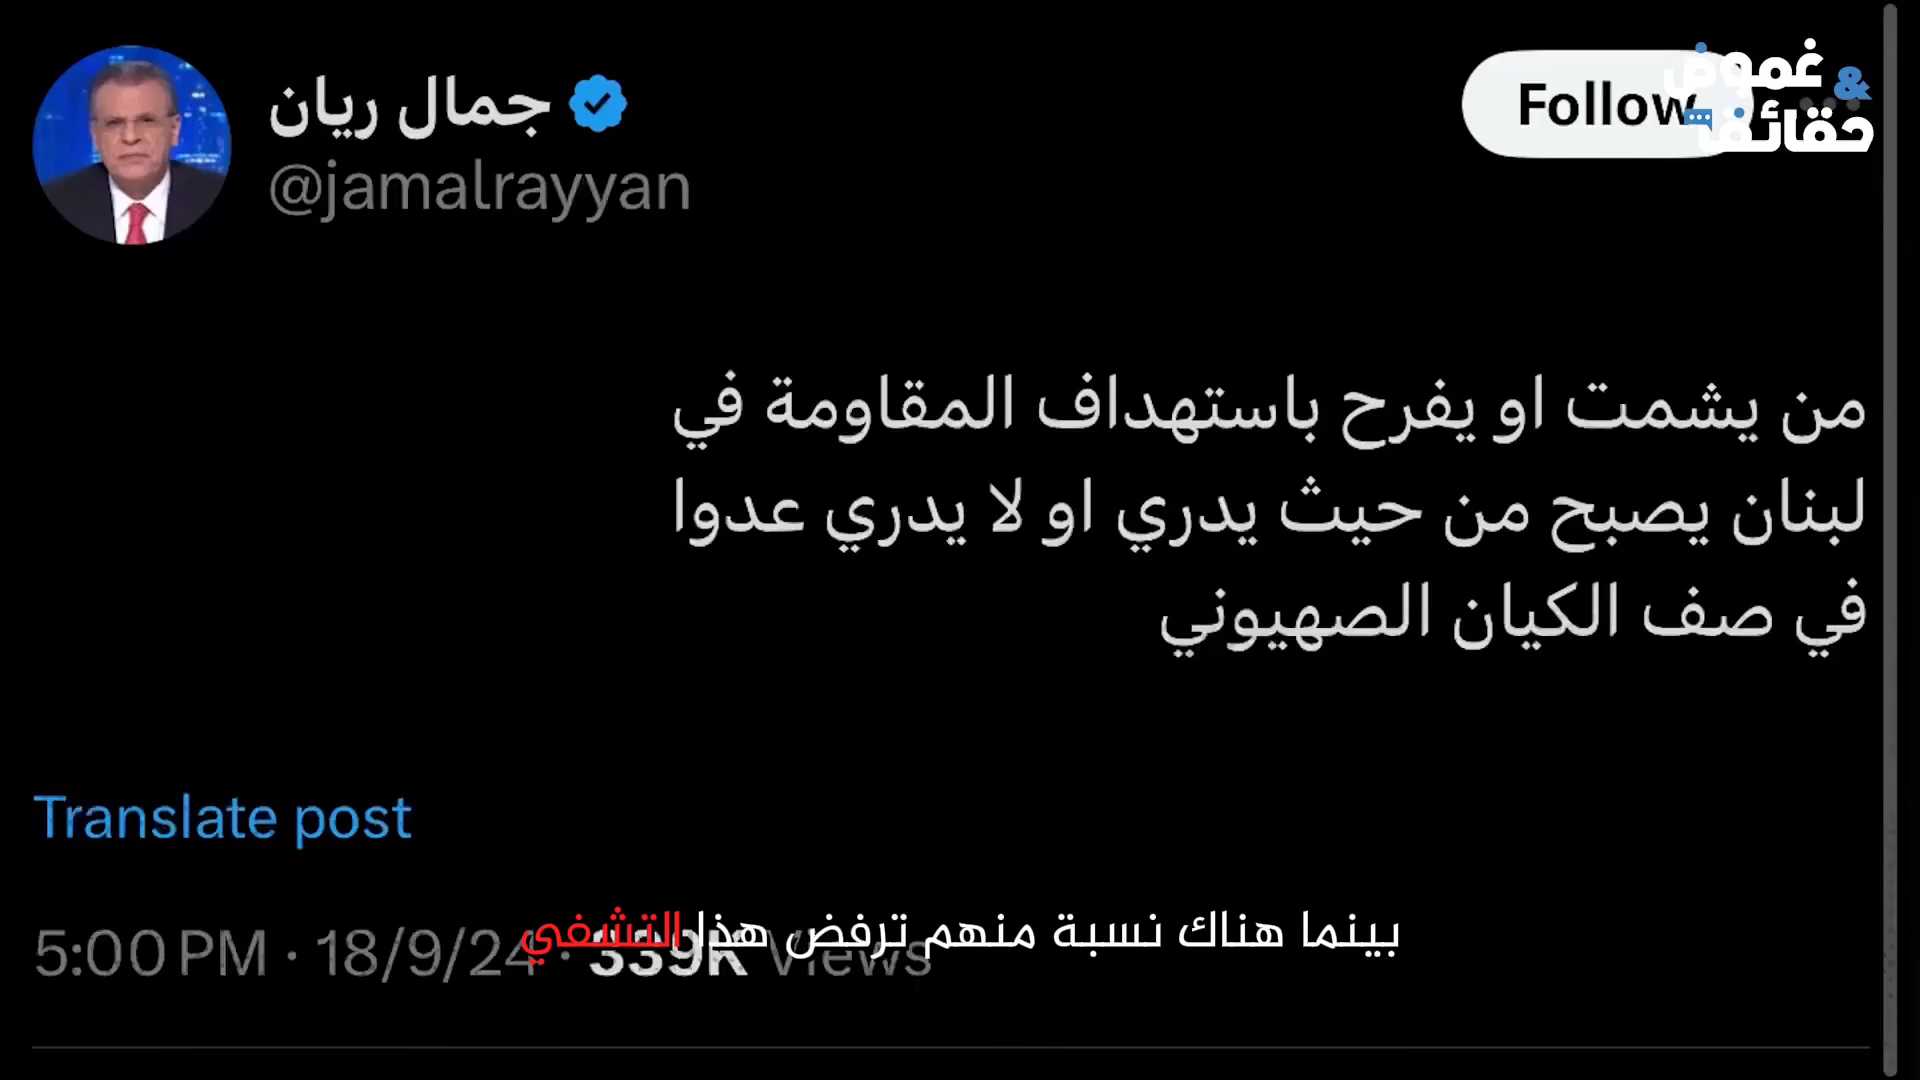 جمال ريان
@jamalrayyan
Follow
غموض &
حقائق
من يشمت او يفرح باستهداف المقاومة في
لبنان يصبح من حيث يدري او لا يدري عدوا
في صف الكيان الصهيوني
Translate post
بينما هناك نسبة منهم ترفض هذا التشفي
5:00 PM · 18/9/24 · 339K Views